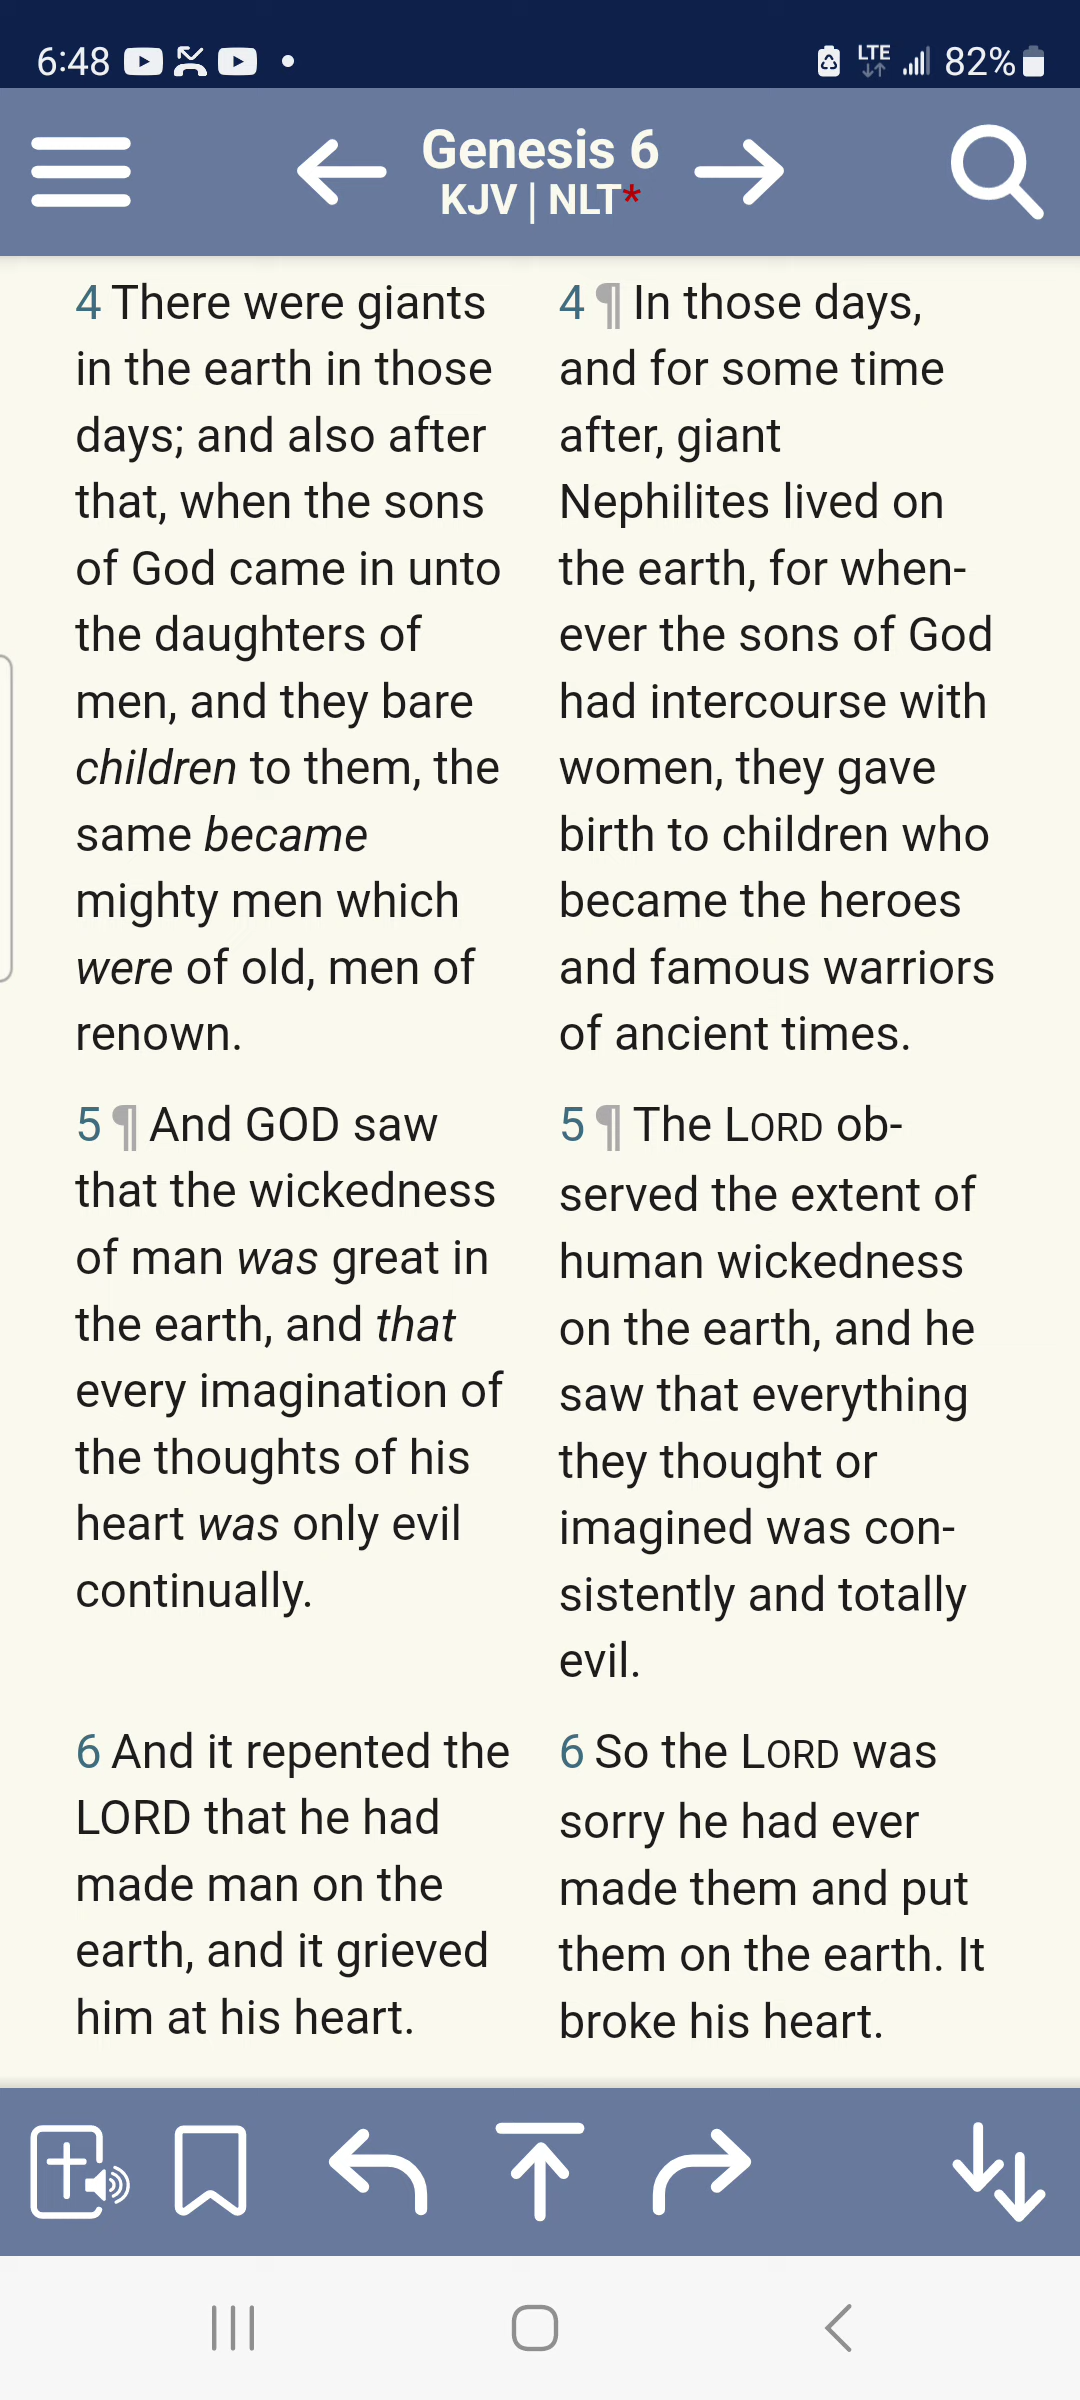 6:48
LTE
82%
Genesis 6
KJV | NLT*
4 There were giants
in the earth in those
days; and also after
that, when the sons
of God came in unto
the daughters of
men, and they bare
children to them, the
same became
mighty men which
were of old, men of
renown.
5 ¶ And GOD saw
that the wickedness
of man was great in
the earth, and that
every imagination of
the thoughts of his
heart was only evil
continually.
6 And it repented the
LORD that he had
made man on the
earth, and it grieved
him at his heart.
4 ¶ In those days,
and for some time
after, giant
Nephilites lived on
the earth, for when-
ever the sons of God
had intercourse with
women, they gave
birth to children who
became the heroes
and famous warriors
of ancient times.
5 ¶ The LORD ob-
served the extent of
human wickedness
on the earth, and he
saw that everything
they thought or
imagined was con-
sistently and totally
evil.
6 So the LORD was
sorry he had ever
made them and put
them on the earth. It
broke his heart.